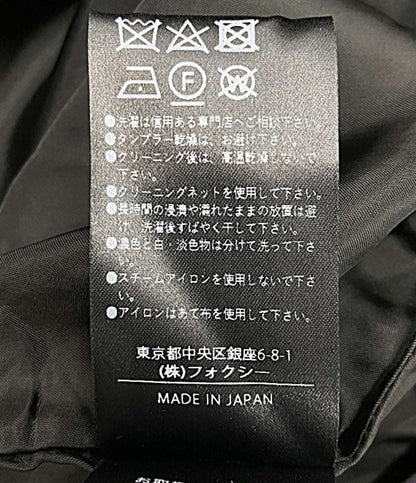 ●洗濯は信用ある専門店へご相談下さい。
●タンブラー乾燥は、お避け下さい。
●クリーニング後は、高温乾燥しないで
下さい。
●クリーニングネットを使用して下さい。
●長時間の浸漬や濡れたままの放置は避
け、洗濯後すばやく干して下さい。
●濃色と白・淡色物は分けて洗って下さ
い。
●スチームアイロンを使用しないで下さ
い。
●アイロンはあて布を使用して下さい。
東京都中央区銀座6-8-1
(株)フォクシー
MADE IN JAPAN